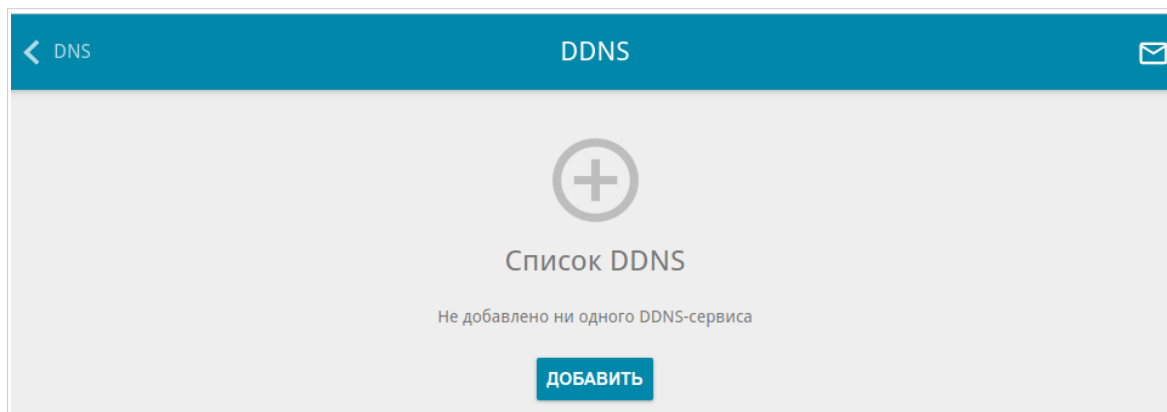 DNS
DDNS
Список DDNS
Не добавлено ни одного DDNS-сервиса
ДОБАВИТЬ